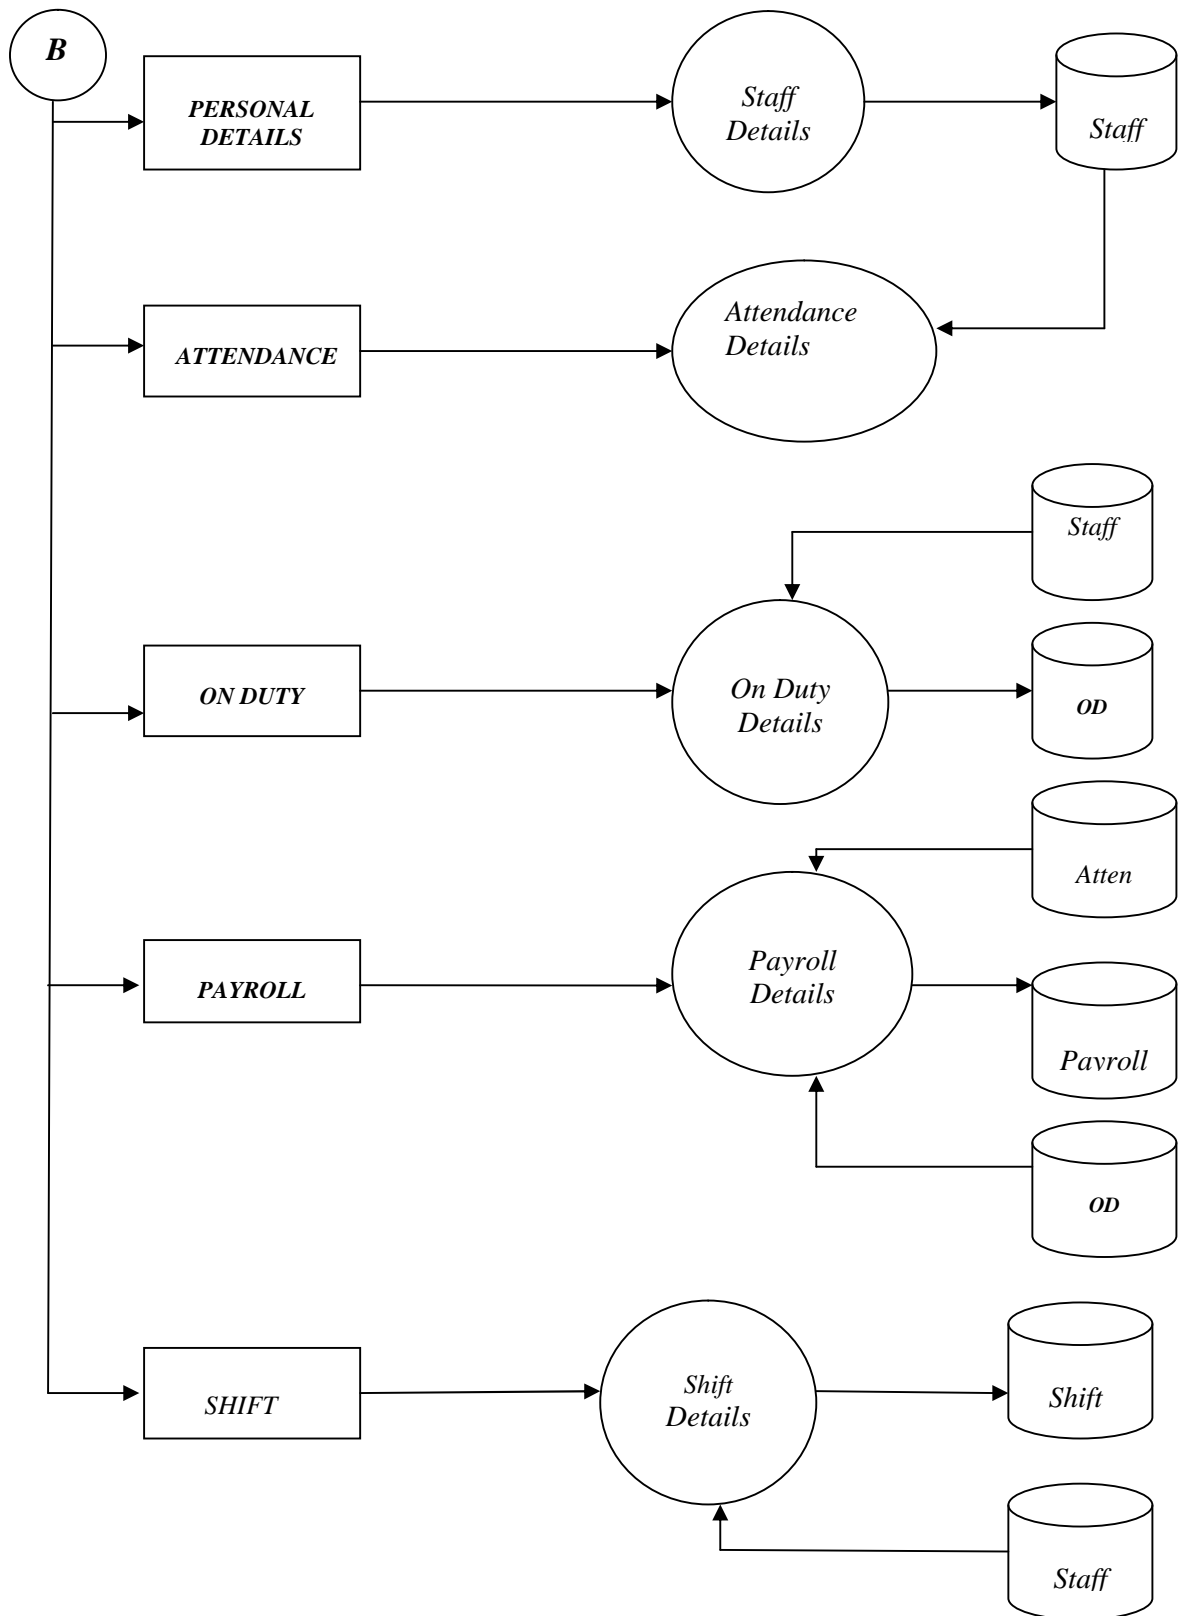 B
PERSONAL
DETAILS
Staff
Details
Staff
ATTENDANCE
Attendance
Details
Staff
ON DUTY
On Duty
Details
OD
Atten
PAYROLL
Payroll
Details
Payroll
OD
SHIFT
Shift
Details
Shift
Staff